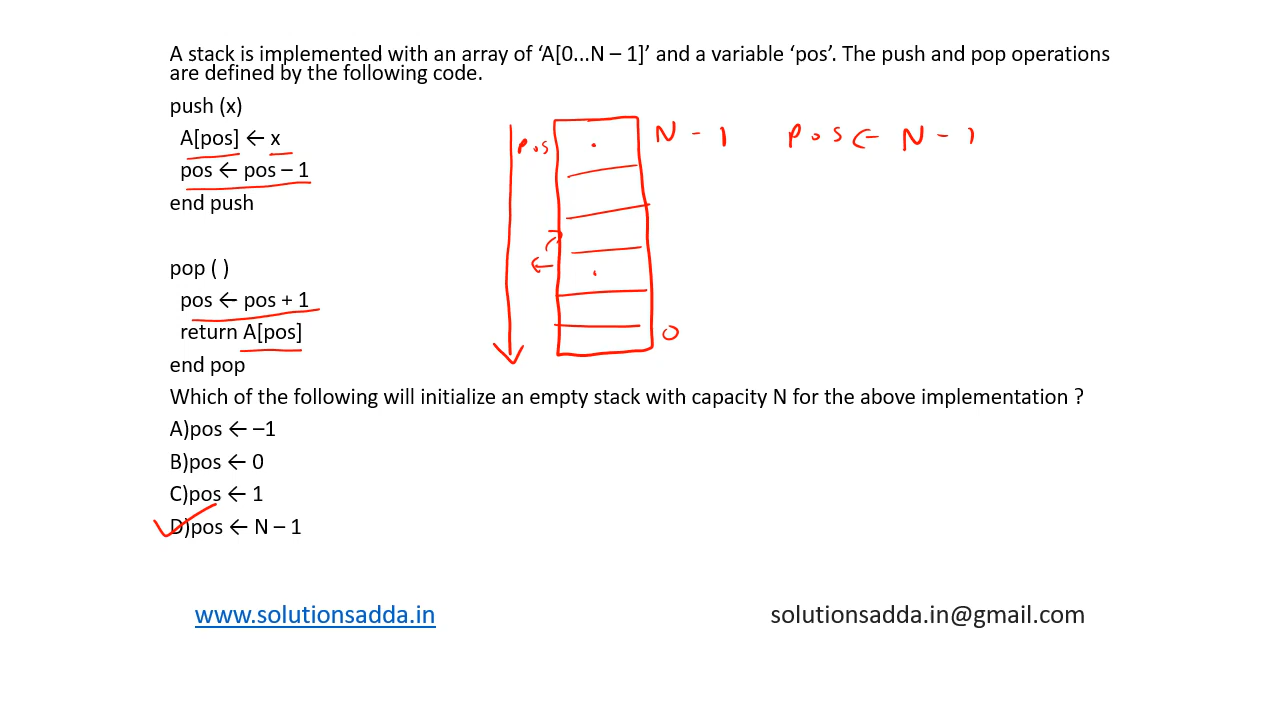 A stack is implemented with an array of ‘A[0...N – 1]’ and a variable ‘pos’. The push and pop operations
are defined by the following code.
push (x)
A[pos] ← x
pos ← pos – 1
end push
pop ( )
pos ← pos + 1
return A[pos]
end pop
pos
N - 1
pos ← N - 1
0
Which of the following will initialize an empty stack with capacity N for the above implementation ?
A)pos ← –1
B)pos ← 0
C)pos ← 1
D)pos ← N – 1
www.solutionsadda.in
solutionsadda.in@gmail.com